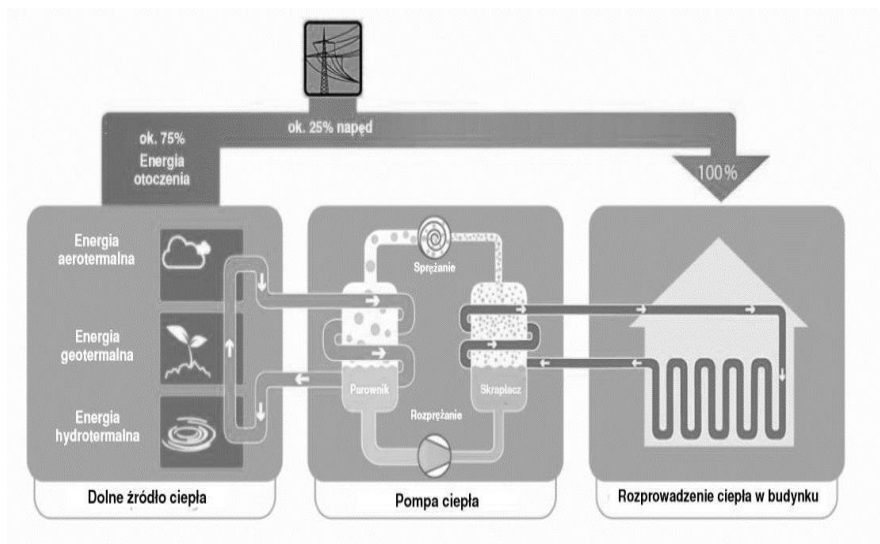 ok. 75%
Energia
otoczenia
ok. 25% napęd
100%
Energia
aerotermalna
Energia
geotermalna
Energia
hydrotermalna
Sprężanie
Parownik
Skraplacz
Rozprężanie
Dolne źródło ciepła
Pompa ciepła
Rozprowadzenie ciepła w budynku